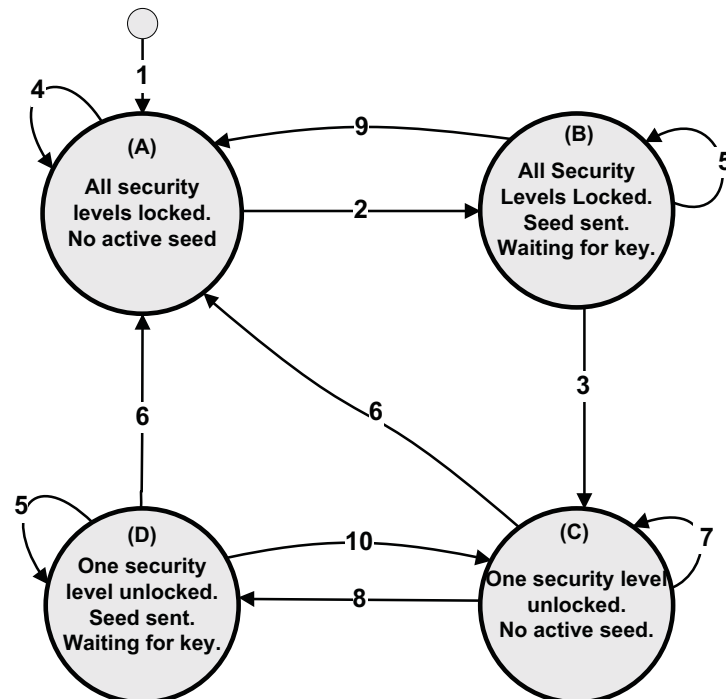 1
4
(A)
All security
levels locked.
No active seed
9
2
(B)
All Security
Levels Locked.
Seed sent.
Waiting for key.
5
6
6
3
5
(D)
One security
level unlocked.
Seed sent.
Waiting for key.
10
8
(C)
One security level
unlocked.
No active seed.
7